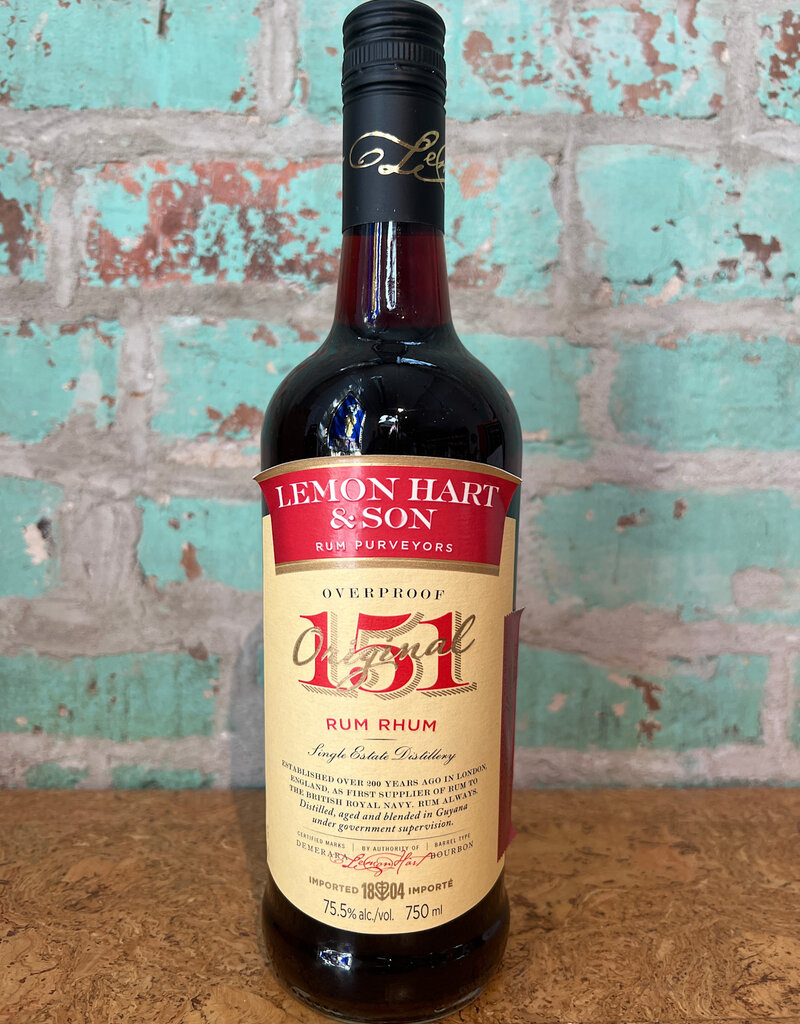 LEMON HART
& SON
RUM PURVEYORS
OVERPROOF
151
Original
RUM RHUM
Single Estate Distillery
ESTABLISHED OVER 200 YEARS AGO IN LONDON,
ENGLAND, AS FIRST SUPPLIER OF RUM TO
THE BRITISH ROYAL NAVY. RUM ALWAYS.
Distilled, aged and blended in Guyana
under government supervision.
CERTIFIED MARKS | BY AUTHORITY OF | BARREL TYPE
DEMERARA Lemon Hart BOURBON
IMPORTED 1804 IMPORTÉ
75.5% alc./vol. 750 ml